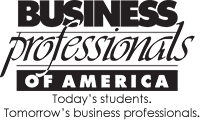 BUSINESS
professionals
OF AMERICA
Today's students.
Tomorrow's business professionals.